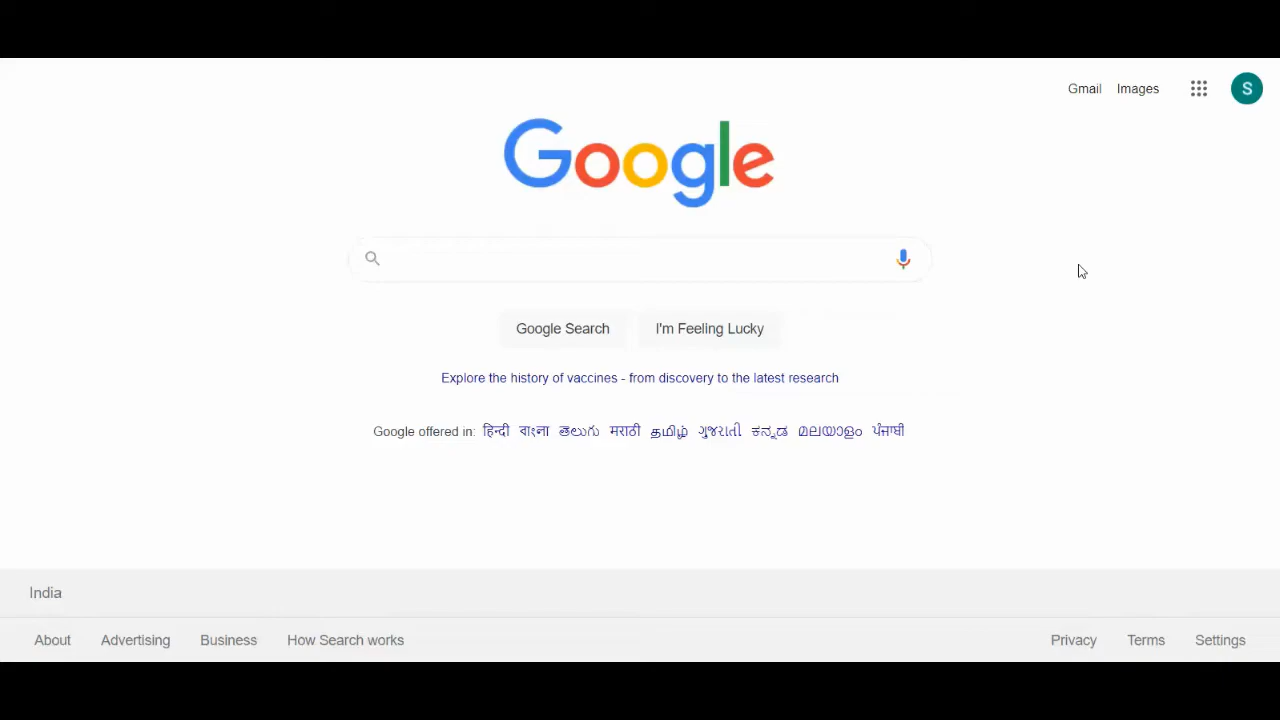 Gmail Images S
Google
Google Search I'm Feeling Lucky
Explore the history of vaccines - from discovery to the latest research
Google offered in: हिन्दी বাংলা తెలుగు मराठी தமிழ் ગુજરાતી ಕನ್ನಡ മലയാളം ਪੰਜਾਬੀ
India
About Advertising Business How Search works Privacy Terms Settings